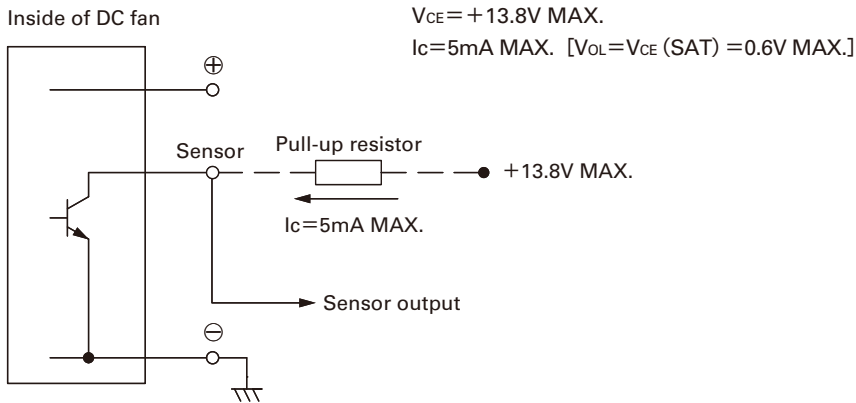 Inside of DC fan
VCE＝＋13.8V MAX.
Ic＝5mA MAX. [VOL＝VCE (SAT) ＝0.6V MAX.]
⊕
Sensor
Pull-up resistor
＋13.8V MAX.
Ic＝5mA MAX.
Sensor output
⊖